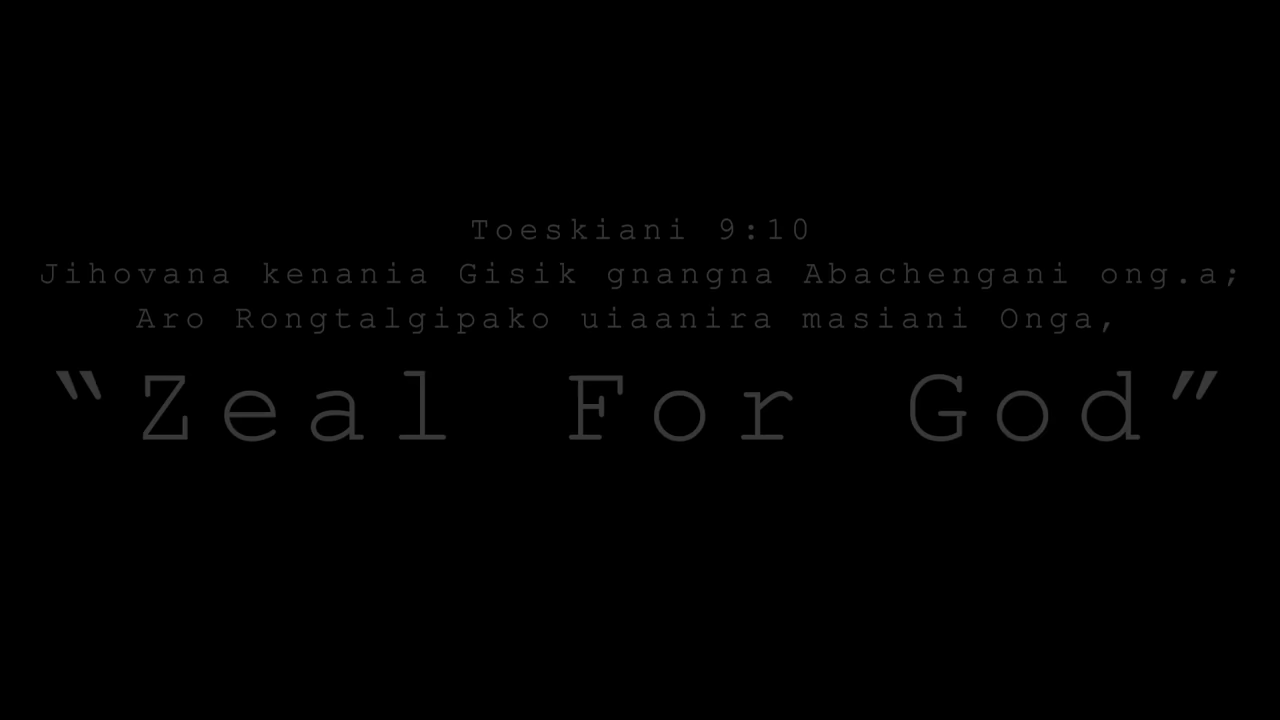 Toeskiani 9:10
Jihovana kenania Gisik gnangna Abachengani ong.a;
Aro Rongtalgipako uiaanira masiani Onga,
“Zeal For God”